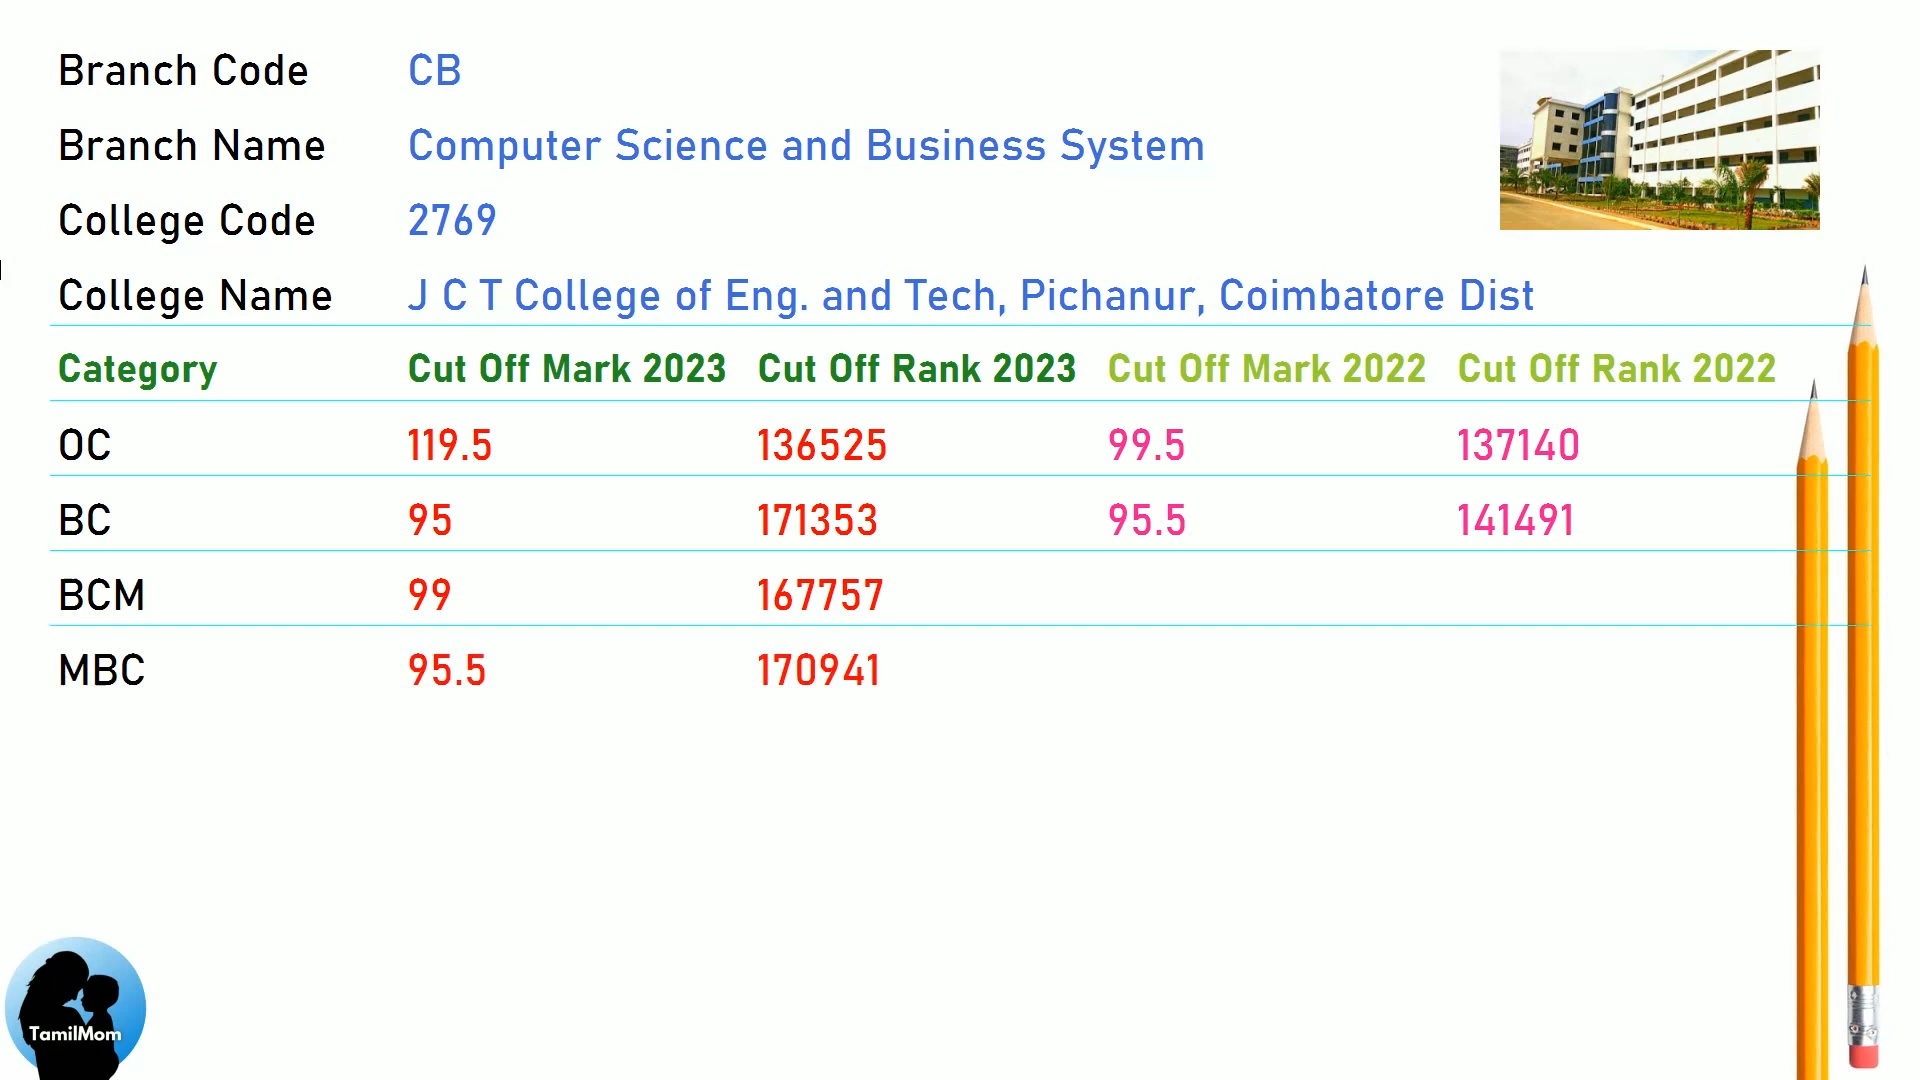 Branch Code CB
Branch Name Computer Science and Business System
College Code 2769
College Name J C T College of Eng. and Tech, Pichanur, Coimbatore Dist
Category Cut Off Mark 2023 Cut Off Rank 2023 Cut Off Mark 2022 Cut Off Rank 2022
OC 119.5 136525 99.5 137140
BC 95 171353 95.5 141491
BCM 99 167757
MBC 95.5 170941
TamilMom